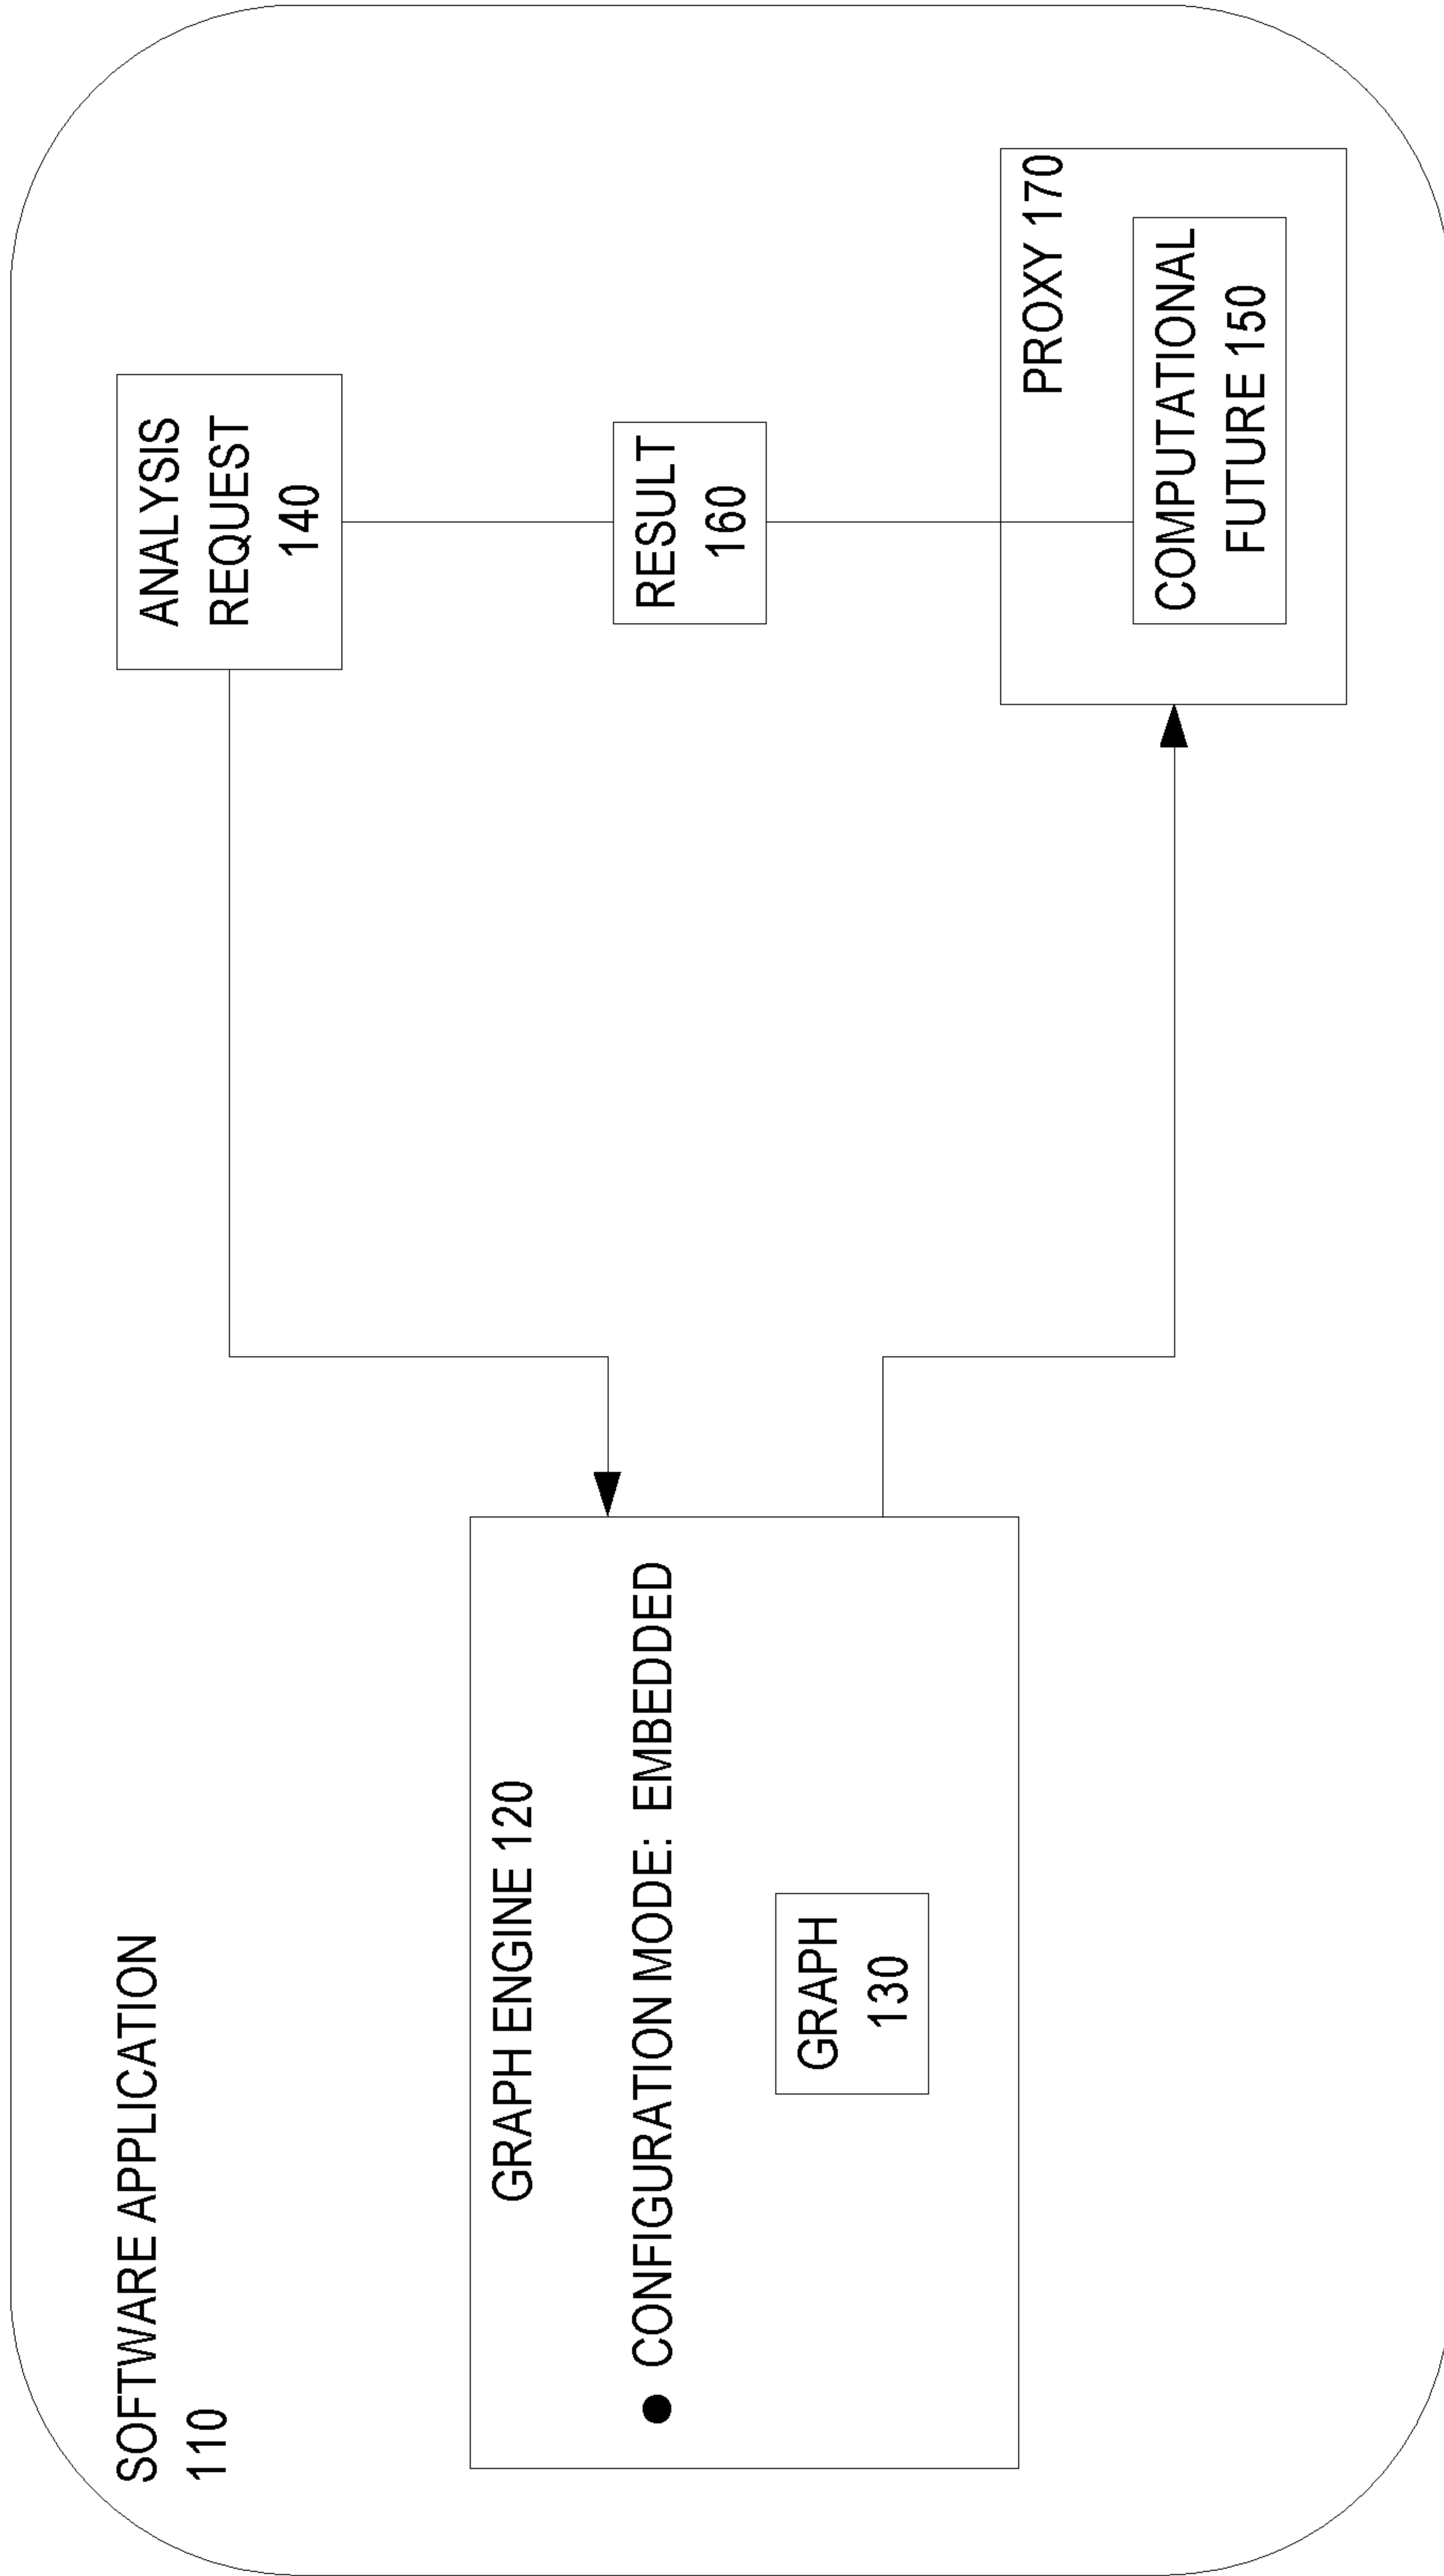 SOFTWARE APPLICATION
110
GRAPH ENGINE 120
● CONFIGURATION MODE: EMBEDDED
GRAPH
130
ANALYSIS
REQUEST
140
RESULT
160
PROXY 170
COMPUTATIONAL
FUTURE 150